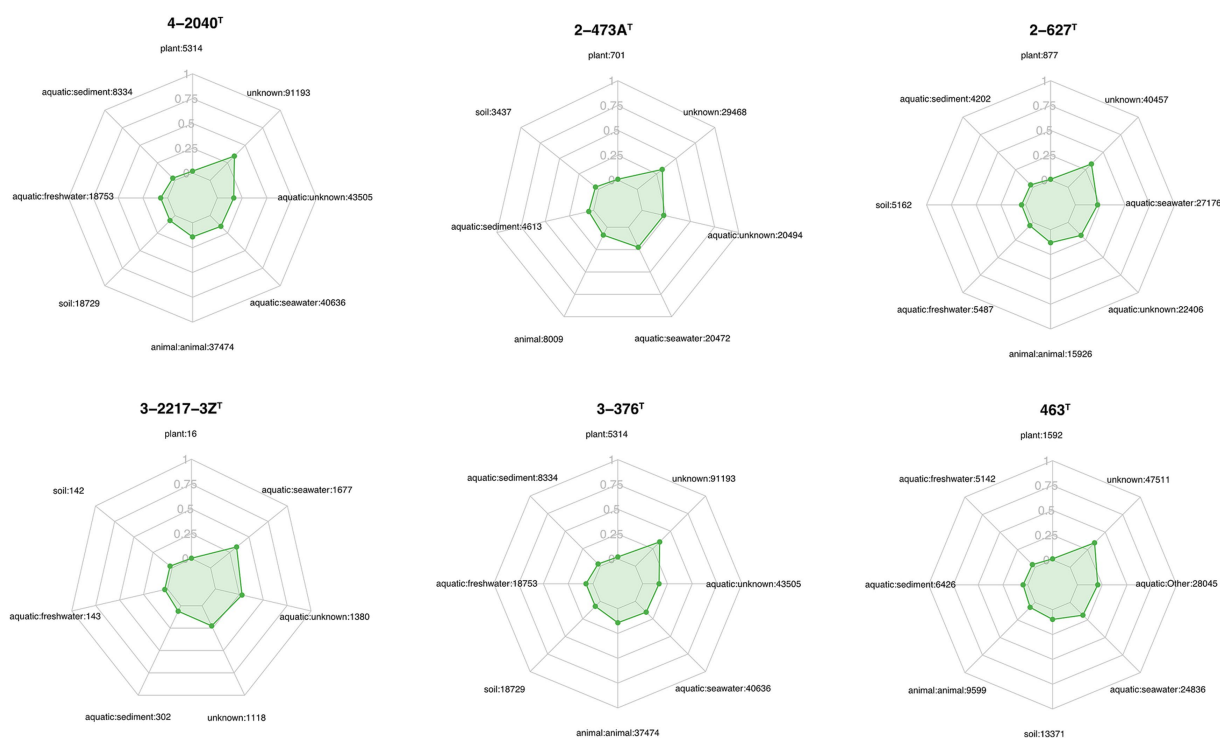 4–2040ᵀ
plant:5314
1
aquatic:sediment:8334
unknown:91193
0.75
0.5
0.25
0
aquatic:freshwater:18753
aquatic:unknown:43505
soil:18729
aquatic:seawater:40636
animal:animal:37474
2–473Aᵀ
plant:701
1
soil:3437
unknown:29468
0.75
0.5
0.25
0
aquatic:sediment:4613
aquatic:unknown:20494
animal:8009
aquatic:seawater:20472
2–627ᵀ
plant:877
1
aquatic:sediment:4202
unknown:40457
0.75
0.5
0.25
0
soil:5162
aquatic:seawater:27176
aquatic:freshwater:5487
aquatic:unknown:22406
animal:animal:15926
3–2217–3Zᵀ
plant:16
1
soil:142
aquatic:seawater:1677
0.75
0.5
0.25
0
aquatic:freshwater:143
aquatic:unknown:1380
aquatic:sediment:302
unknown:1118
3–376ᵀ
plant:5314
1
aquatic:sediment:8334
unknown:91193
0.75
0.5
0.25
0
aquatic:freshwater:18753
aquatic:unknown:43505
soil:18729
aquatic:seawater:40636
animal:animal:37474
463ᵀ
plant:1592
1
aquatic:freshwater:5142
unknown:47511
0.75
0.5
0.25
0
aquatic:sediment:6426
aquatic:Other:28045
animal:animal:9599
aquatic:seawater:24836
soil:13371